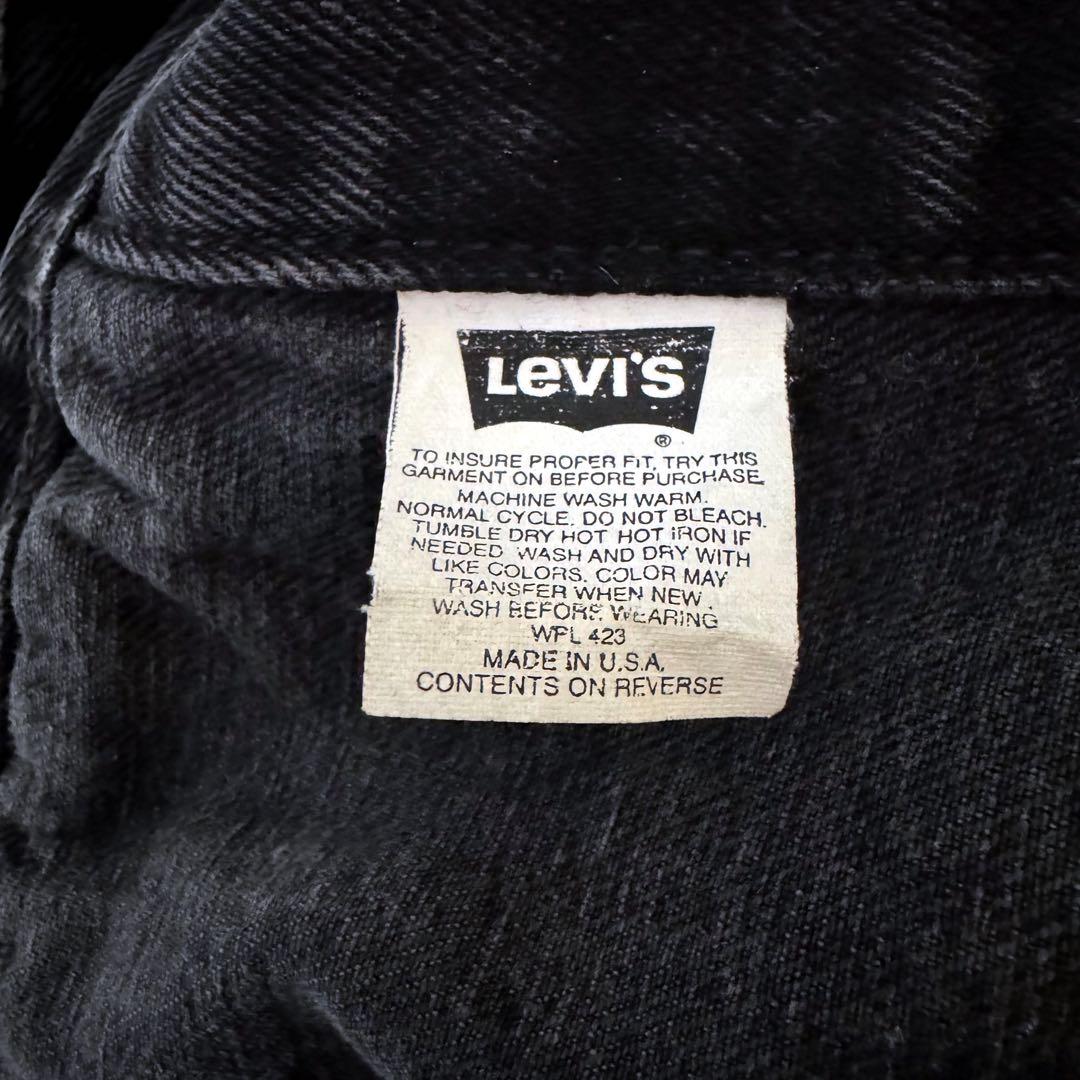 LEVI'S
®
TO INSURE PROPER FIT, TRY THIS
GARMENT ON BEFORE PURCHASE.
MACHINE WASH WARM.
NORMAL CYCLE. DO NOT BLEACH.
TUMBLE DRY HOT HOT IRON IF
NEEDED WASH AND DRY WITH
LIKE COLORS. COLOR MAY
TRANSFER WHEN NEW
WASH BEFORE WEARING
WPL 423
MADE IN U.S.A.
CONTENTS ON REVERSE